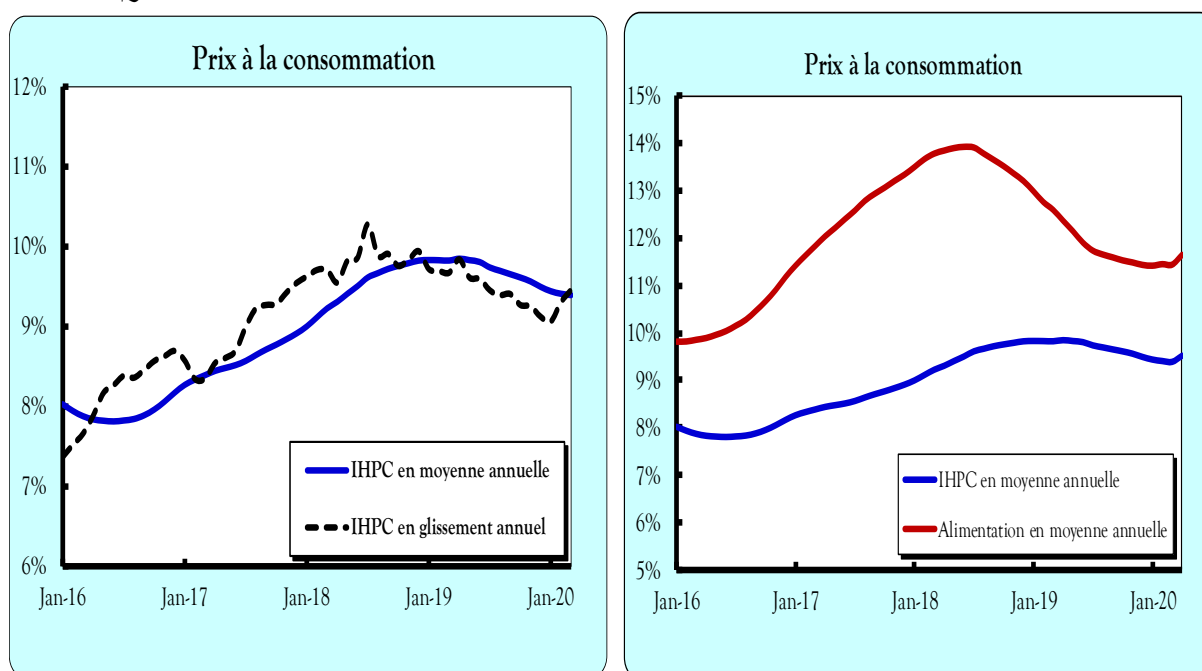 Prix à la consommation
12%
11%
10%
9%
8%
7%
6%
Jan-16 Jan-17 Jan-18 Jan-19 Jan-20
IHPC en moyenne annuelle
IHPC en glissement annuel
Prix à la consommation
15%
14%
13%
12%
11%
10%
9%
8%
7%
6%
5%
Jan-16 Jan-17 Jan-18 Jan-19 Jan-20
IHPC en moyenne annuelle
Alimentation en moyenne annuelle